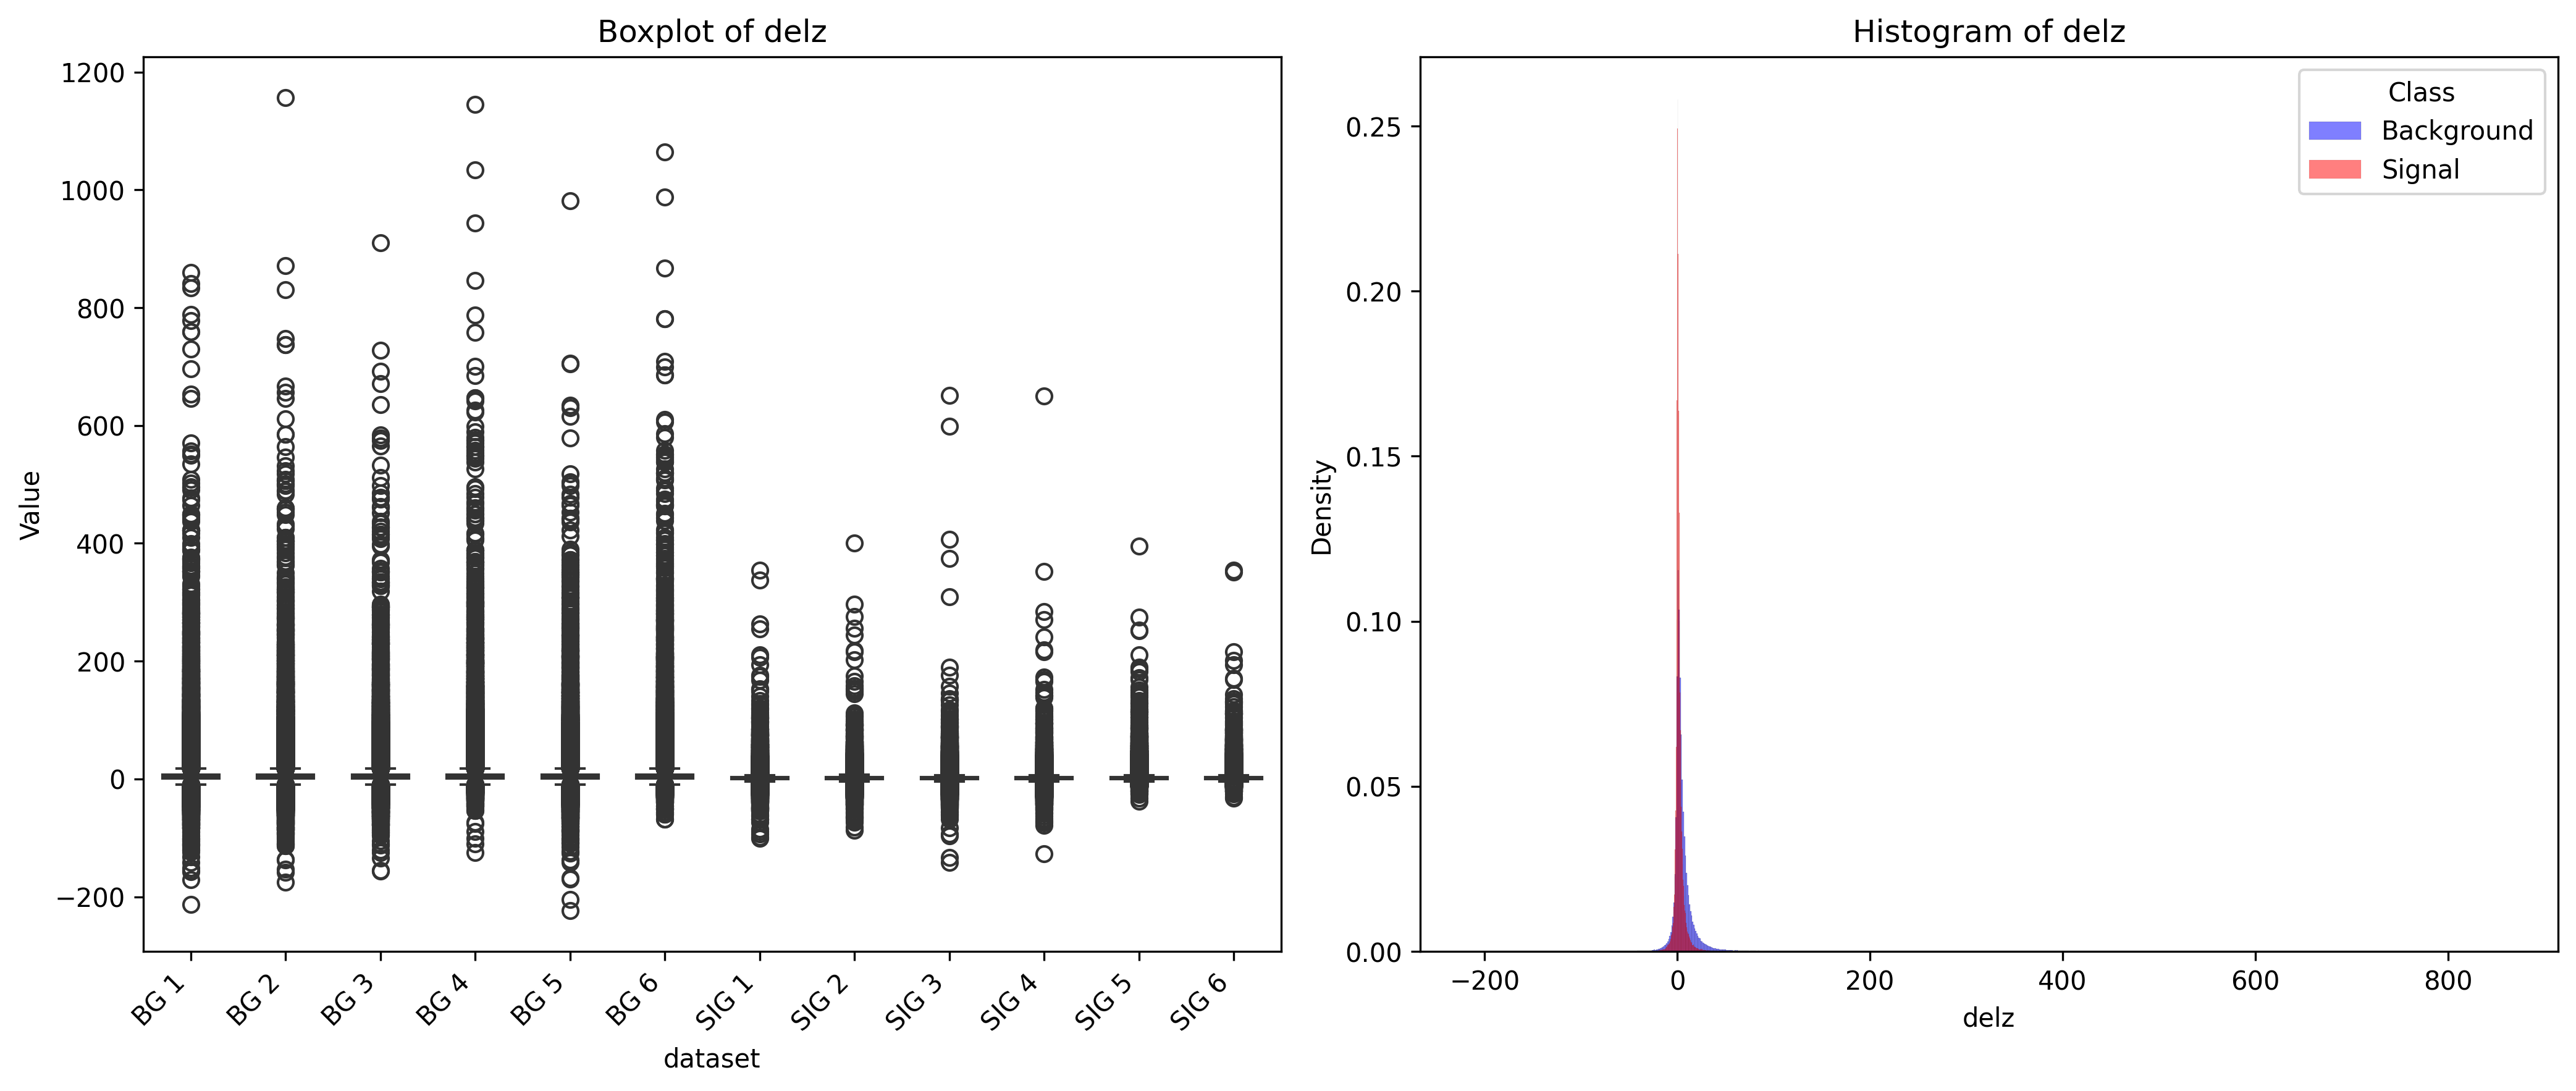 Boxplot of delz
1200
1000
800
600
400
200
0
−200
Value
BG 1
BG 2
BG 3
BG 4
BG 5
BG 6
SIG 1
SIG 2
SIG 3
SIG 4
SIG 5
SIG 6
dataset
Histogram of delz
Class
Background
Signal
0.25
0.20
0.15
0.10
0.05
0.00
Density
−200
0
200
400
600
800
delz